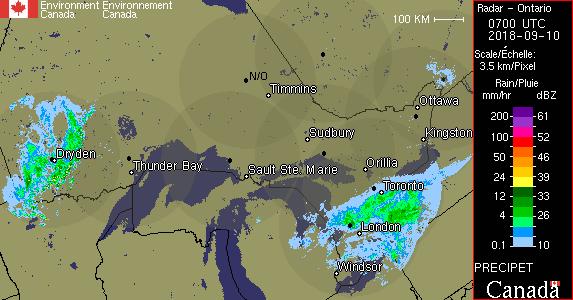 Environment Environnement
Canada Canada
100 KM
N/O
Timmins
Ottawa
Sudbury
Kingston
Dryden
Thunder Bay
Sault Ste. Marie
Orillia
Toronto
London
Windsor
Radar - Ontario
0700 UTC
2018-09-10
Scale/Échelle:
3.5 km/Pixel
Rain/Pluie
mm/hr dBZ
200 61
100 52
50 46
24 39
12 33
4 26
0.1 10
PRECIPET
Canada